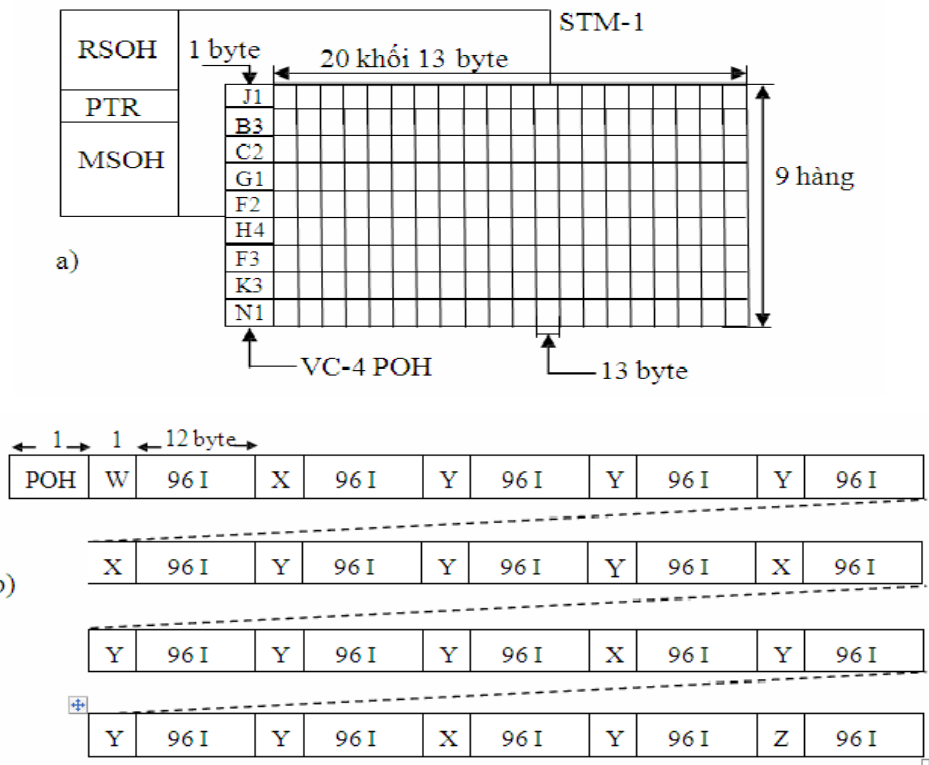 STM-1
RSOH
1 byte
20 khối 13 byte
PTR
MSOH
J1
B3
C2
G1
F2
H4
F3
K3
N1
9 hàng
a)
VC-4 POH
13 byte
1 1 12 byte
POH W 96 I X 96 I Y 96 I Y 96 I Y 96 I
X 96 I Y 96 I Y 96 I Y 96 I X 96 I
Y 96 I Y 96 I Y 96 I X 96 I Y 96 I
Y 96 I Y 96 I X 96 I Y 96 I Z 96 I